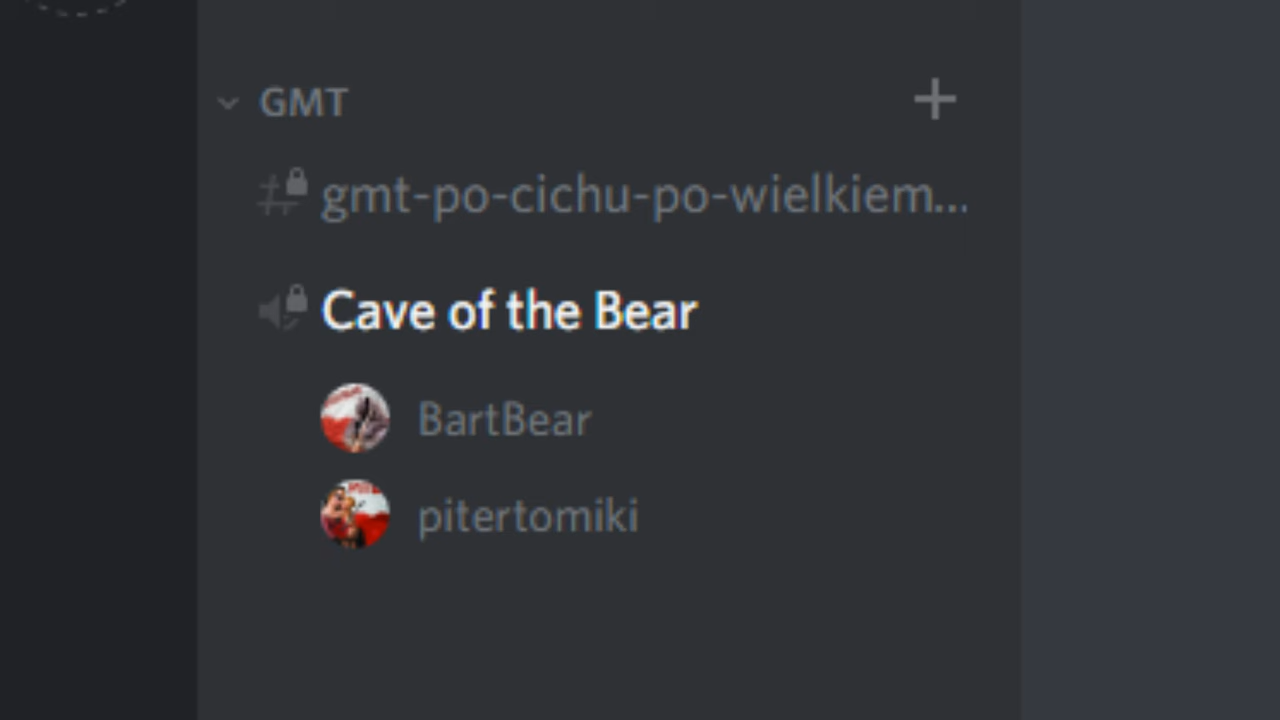 GMT
gmt-po-cichu-po-wielkiem...
Cave of the Bear
BartBear
pitertomiki